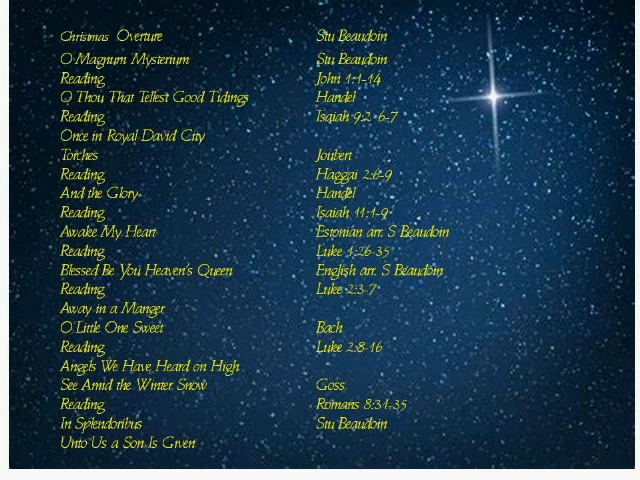 Christmas Overture Stu Beaudoin
O Magnum Mysterium Stu Beaudoin
Reading John 1:1-14
O Thou That Tellest Good Tidings Handel
Reading Isaiah 9:2 6-7
Once in Royal David City
Torches Joubert
Reading Haggai 2:6-9
And the Glory Handel
Reading Isaiah 11:1-9
Awake My Heart Estonian arr. S Beaudoin
Reading Luke 1:26-35
Blessed Be You Heaven's Queen English arr. S Beaudoin
Reading Luke 2:3-7
Away in a Manger
O Little One Sweet Bach
Reading Luke 2:8-16
Angels We Have Heard on High
See Amid the Winter Snow Goss
Reading Romans 8:31-35
In Splendoribus Stu Beaudoin
Unto Us a Son Is Given